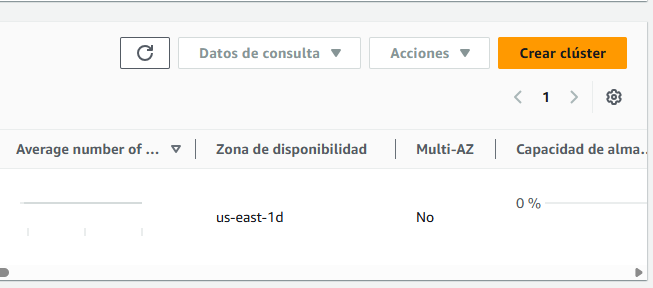 Datos de consulta Acciones Crear clúster
1
Average number of ... Zona de disponibilidad Multi-AZ Capacidad de alma...
us-east-1d No 0 %